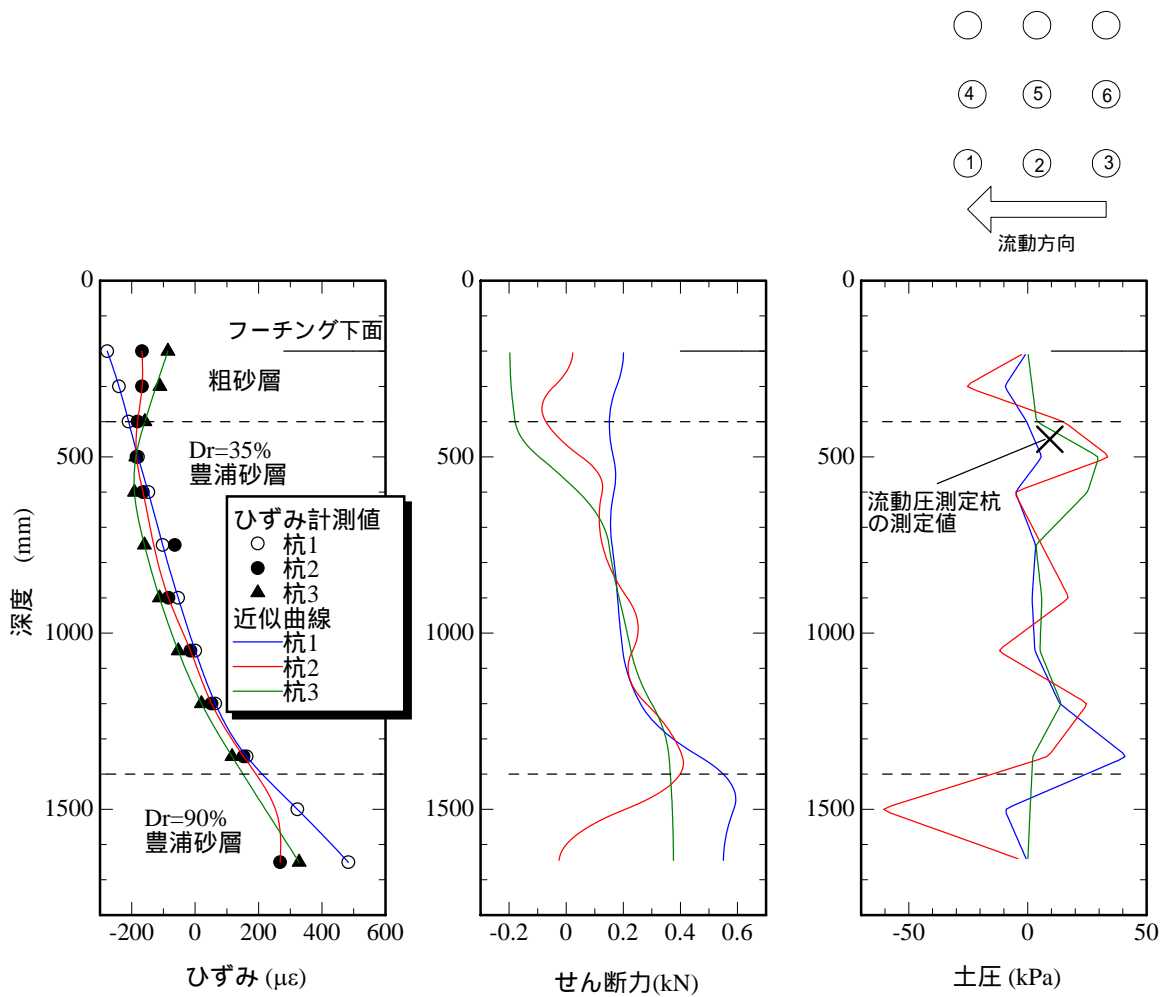 4 5 6
1 2 3
流動方向
0
500
1000
1500
深度 (mm)
フーチング下面
粗砂層
Dr=35%
豊浦砂層
ひずみ計測値
杭1
杭2
杭3
近似曲線
杭1
杭2
杭3
Dr=90%
豊浦砂層
-200 0 200 400 600
ひずみ (με)
0
500
1000
1500
-0.2 0 0.2 0.4 0.6
せん断力(kN)
0
500
1000
1500
流動圧測定杭
の測定値
-50 0 50
土圧 (kPa)